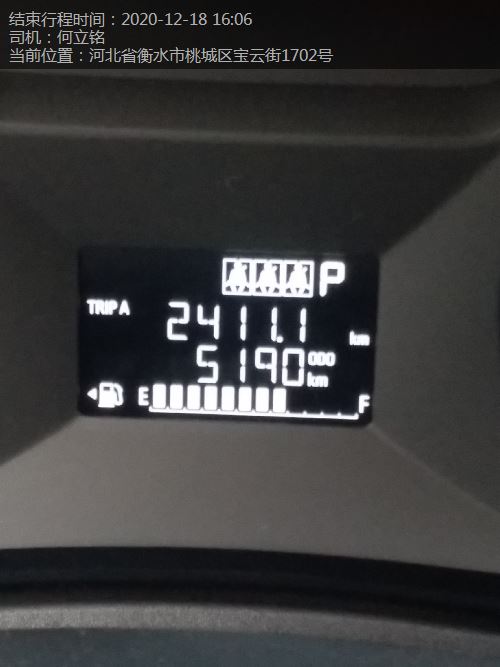 结束行程时间：2020-12-18 16:06
司机：何立铭
当前位置：河北省衡水市桃城区宝云街1702号
P
TRIP A 2411.1 km
5190 000 km
E F